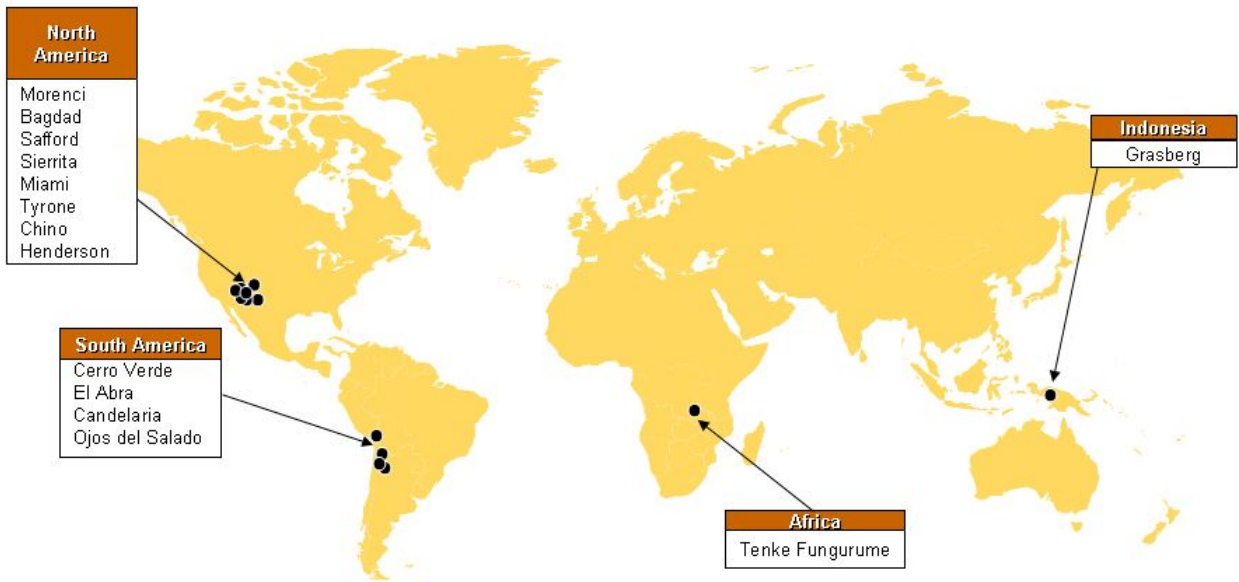 North
America
Morenci
Bagdad
Safford
Sierrita
Miami
Tyrone
Chino
Henderson
South America
Cerro Verde
El Abra
Candelaria
Ojos del Salado
Indonesia
Grasberg
Africa
Tenke Fungurume